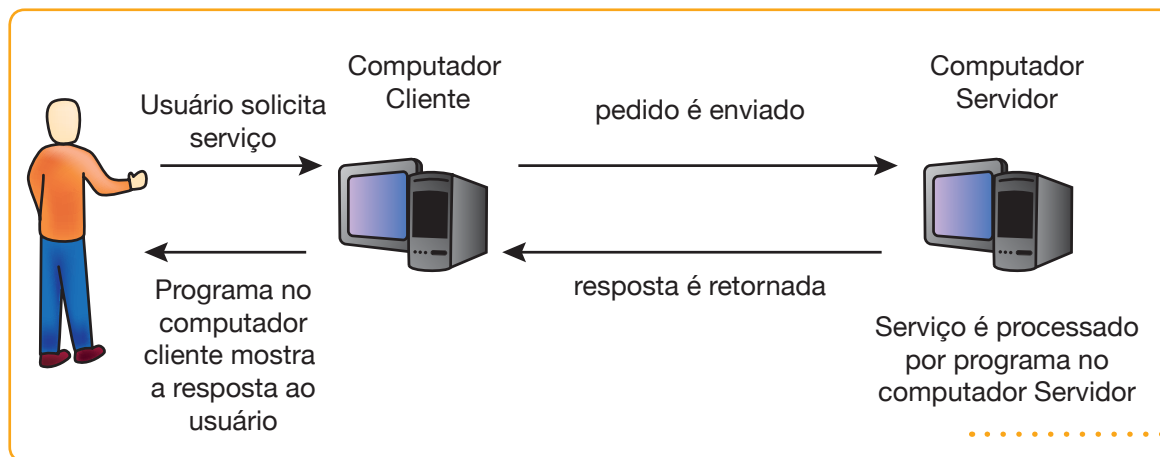 Usuário solicita
serviço
Computador
Cliente
pedido é enviado
Computador
Servidor
Programa no
computador
cliente mostra
a resposta ao
usuário
resposta é retornada
Serviço é processado
por programa no
computador Servidor